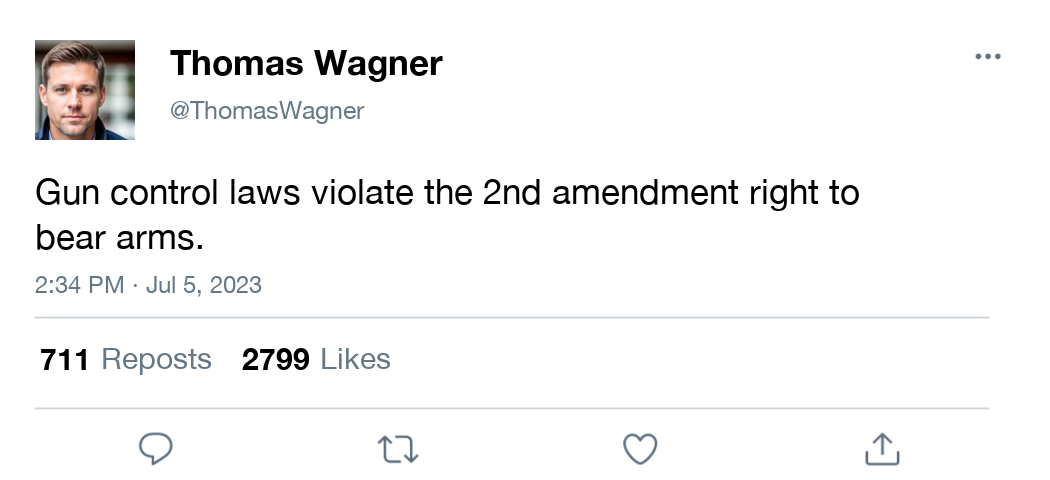 Thomas Wagner
@ThomasWagner
Gun control laws violate the 2nd amendment right to
bear arms.
2:34 PM · Jul 5, 2023
711 Reposts 2799 Likes